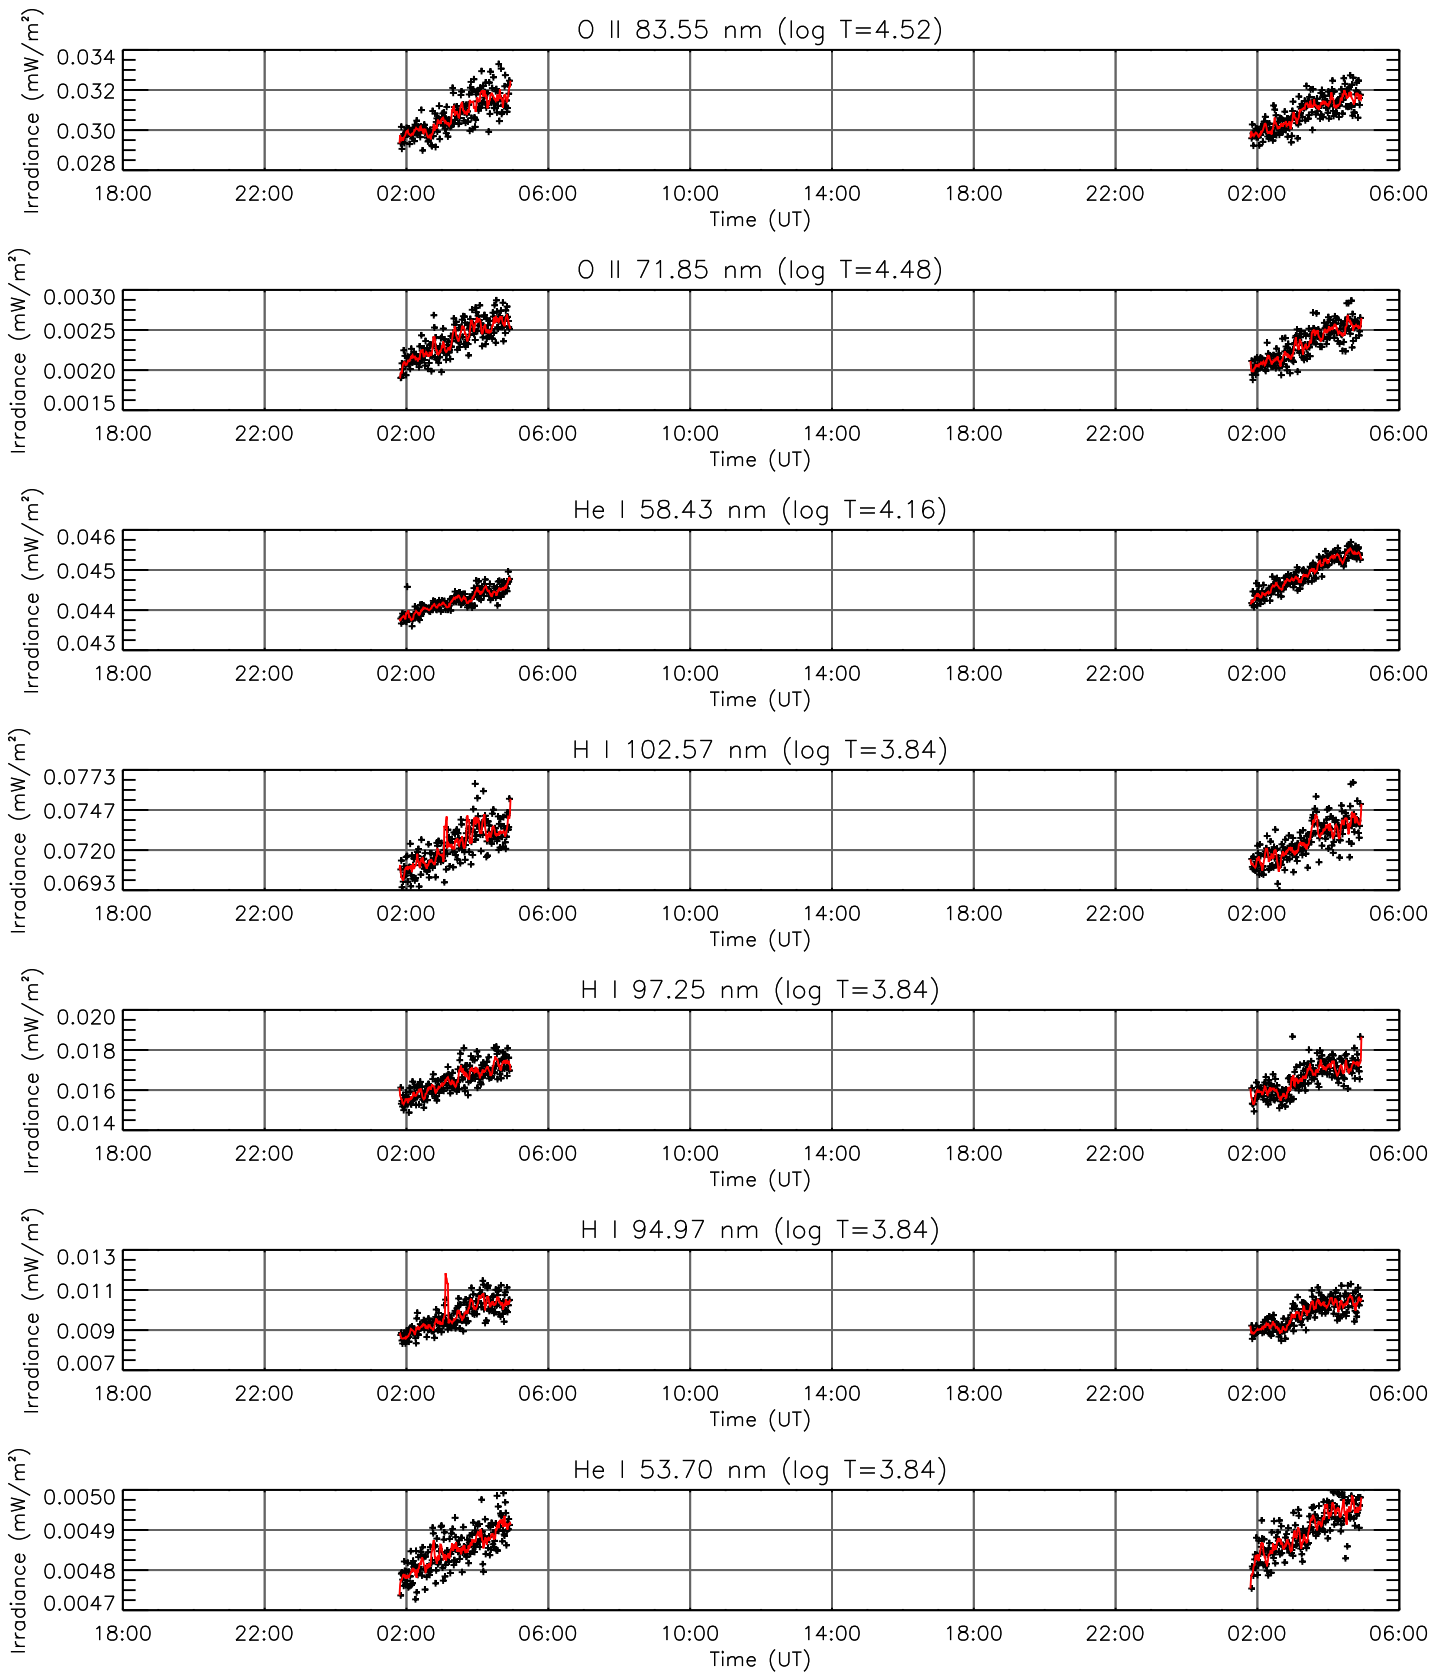 O II 83.55 nm (log T=4.52)
Irradiance (mW/m²)
0.034
0.032
0.030
0.028
18:00 22:00 02:00 06:00 10:00 14:00 18:00 22:00 02:00 06:00
Time (UT)
O II 71.85 nm (log T=4.48)
Irradiance (mW/m²)
0.0030
0.0025
0.0020
0.0015
18:00 22:00 02:00 06:00 10:00 14:00 18:00 22:00 02:00 06:00
Time (UT)
He I 58.43 nm (log T=4.16)
Irradiance (mW/m²)
0.046
0.045
0.044
0.043
18:00 22:00 02:00 06:00 10:00 14:00 18:00 22:00 02:00 06:00
Time (UT)
H I 102.57 nm (log T=3.84)
Irradiance (mW/m²)
0.0773
0.0747
0.0720
0.0693
18:00 22:00 02:00 06:00 10:00 14:00 18:00 22:00 02:00 06:00
Time (UT)
H I 97.25 nm (log T=3.84)
Irradiance (mW/m²)
0.020
0.018
0.016
0.014
18:00 22:00 02:00 06:00 10:00 14:00 18:00 22:00 02:00 06:00
Time (UT)
H I 94.97 nm (log T=3.84)
Irradiance (mW/m²)
0.013
0.011
0.009
0.007
18:00 22:00 02:00 06:00 10:00 14:00 18:00 22:00 02:00 06:00
Time (UT)
He I 53.70 nm (log T=3.84)
Irradiance (mW/m²)
0.0050
0.0049
0.0048
0.0047
18:00 22:00 02:00 06:00 10:00 14:00 18:00 22:00 02:00 06:00
Time (UT)